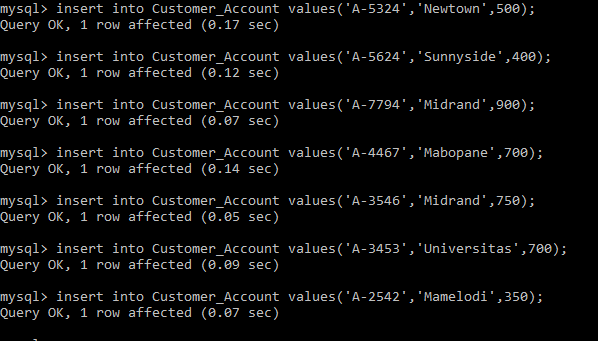 mysql> insert into Customer_Account values('A-5324','Newtown',500);
Query OK, 1 row affected (0.17 sec)
mysql> insert into Customer_Account values('A-5624','Sunnyside',400);
Query OK, 1 row affected (0.12 sec)
mysql> insert into Customer_Account values('A-7794','Midrand',900);
Query OK, 1 row affected (0.07 sec)
mysql> insert into Customer_Account values('A-4467','Mabopane',700);
Query OK, 1 row affected (0.14 sec)
mysql> insert into Customer_Account values('A-3546','Midrand',750);
Query OK, 1 row affected (0.05 sec)
mysql> insert into Customer_Account values('A-3453','Universitas',700);
Query OK, 1 row affected (0.09 sec)
mysql> insert into Customer_Account values('A-2542','Mamelodi',350);
Query OK, 1 row affected (0.07 sec)